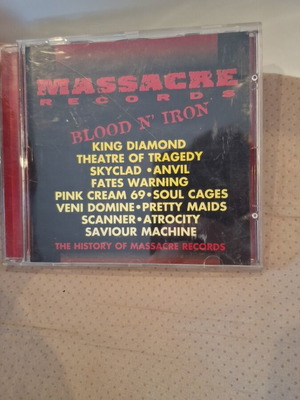 MASSACRE
RECORDS
BLOOD N' IRON
KING DIAMOND
THEATRE OF TRAGEDY
SKYCLAD • ANVIL
FATES WARNING
PINK CREAM 69 • SOUL CAGES
VENI DOMINE • PRETTY MAIDS
SCANNER • ATROCITY
SAVIOUR MACHINE
THE HISTORY OF MASSACRE RECORDS